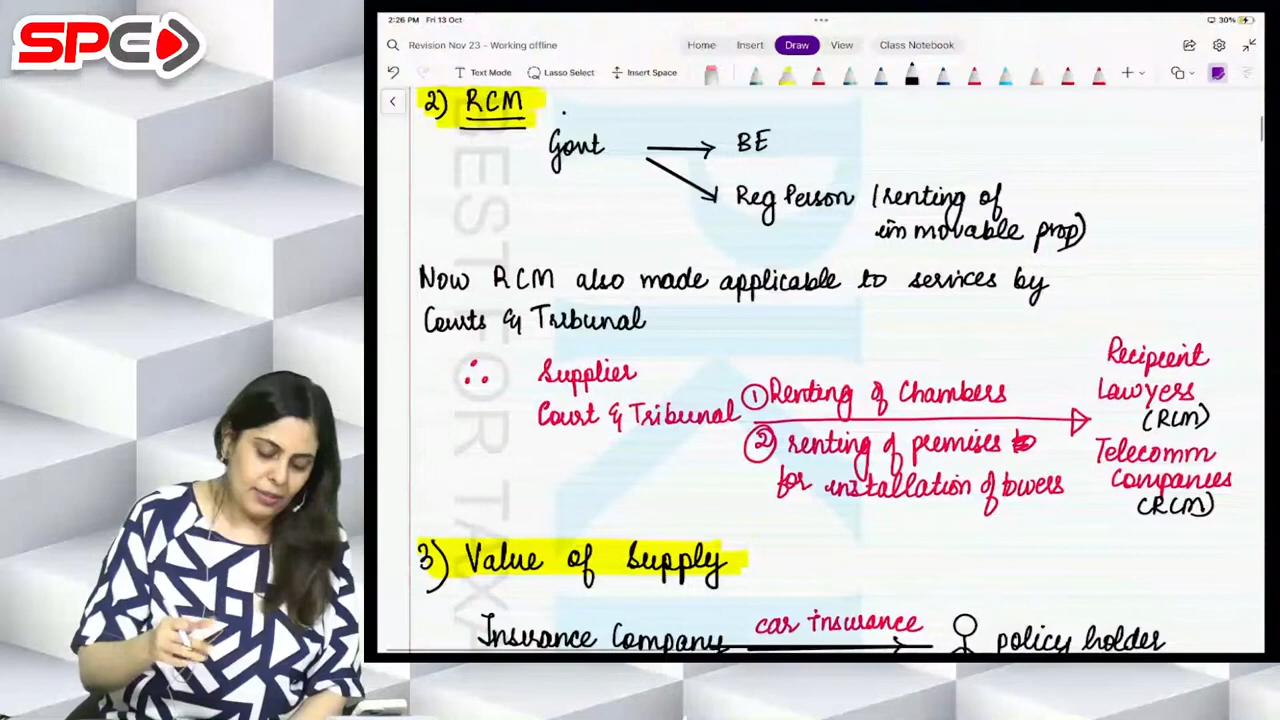 SPE
2:26 PM Fri 13 Oct
30%
Revision Nov 23 - Working offline
Home Insert Draw View Class Notebook
Text Mode Lasso Select Insert Space
2) RCM
Govt → BE
Reg Person (renting of
immovable prop)
Now RCM also made applicable to services by
Courts & Tribunal
∴ Supplier
Court & Tribunal
① Renting of Chambers
② renting of premises
for installation of towers
Recipient
Lawyers
(RCM)
Telecomm
Companies
(RCM)
3) Value of Supply
Insurance Company
car insurance
policy holder
BEST FOR TAX